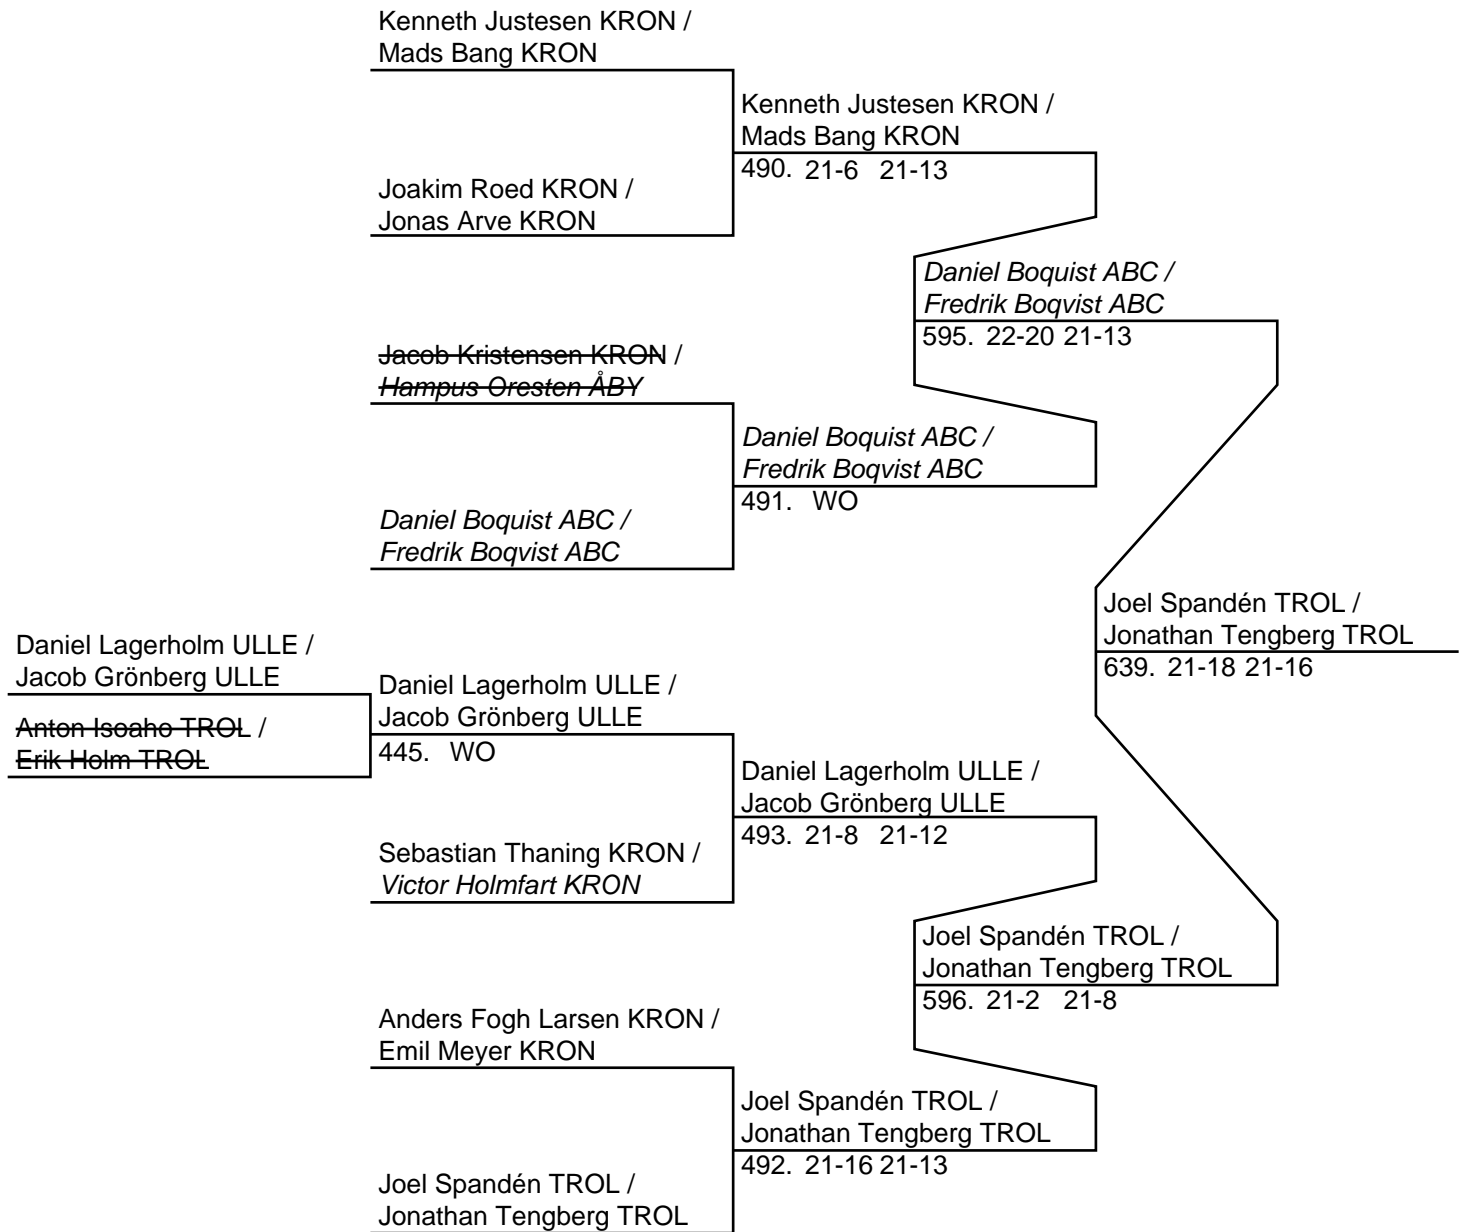 Kenneth Justesen KRON /
Mads Bang KRON
Kenneth Justesen KRON /
Mads Bang KRON
490. 21-6 21-13
Joakim Roed KRON /
Jonas Arve KRON
Daniel Boquist ABC /
Fredrik Boqvist ABC
595. 22-20 21-13
Jacob Kristensen KRON /
Hampus Oresten ÅBY
Daniel Boquist ABC /
Fredrik Boqvist ABC
491. WO
Daniel Boquist ABC /
Fredrik Boqvist ABC
Joel Spandén TROL /
Jonathan Tengberg TROL
639. 21-18 21-16
Daniel Lagerholm ULLE /
Jacob Grönberg ULLE
Anton Isoaho TROL /
Erik Holm TROL
Daniel Lagerholm ULLE /
Jacob Grönberg ULLE
445. WO
Daniel Lagerholm ULLE /
Jacob Grönberg ULLE
493. 21-8 21-12
Sebastian Thaning KRON /
Victor Holmfart KRON
Joel Spandén TROL /
Jonathan Tengberg TROL
596. 21-2 21-8
Anders Fogh Larsen KRON /
Emil Meyer KRON
Joel Spandén TROL /
Jonathan Tengberg TROL
492. 21-16 21-13
Joel Spandén TROL /
Jonathan Tengberg TROL